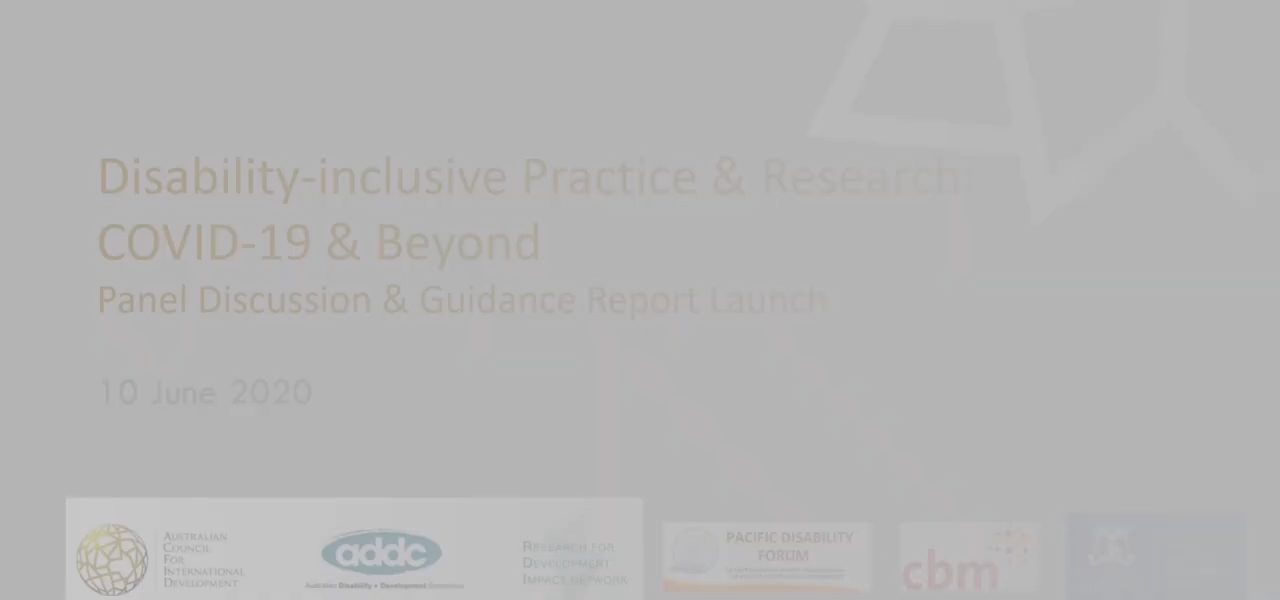 Disability-inclusive Practice & Research:
COVID-19 & Beyond
Panel Discussion & Guidance Report Launch
10 June 2020
AUSTRALIAN
COUNCIL
FOR
INTERNATIONAL
DEVELOPMENT
addc
Australian Disability + Development Consortium
RESEARCH FOR
DEVELOPMENT
IMPACT NETWORK
PACIFIC DISABILITY
FORUM
cbm